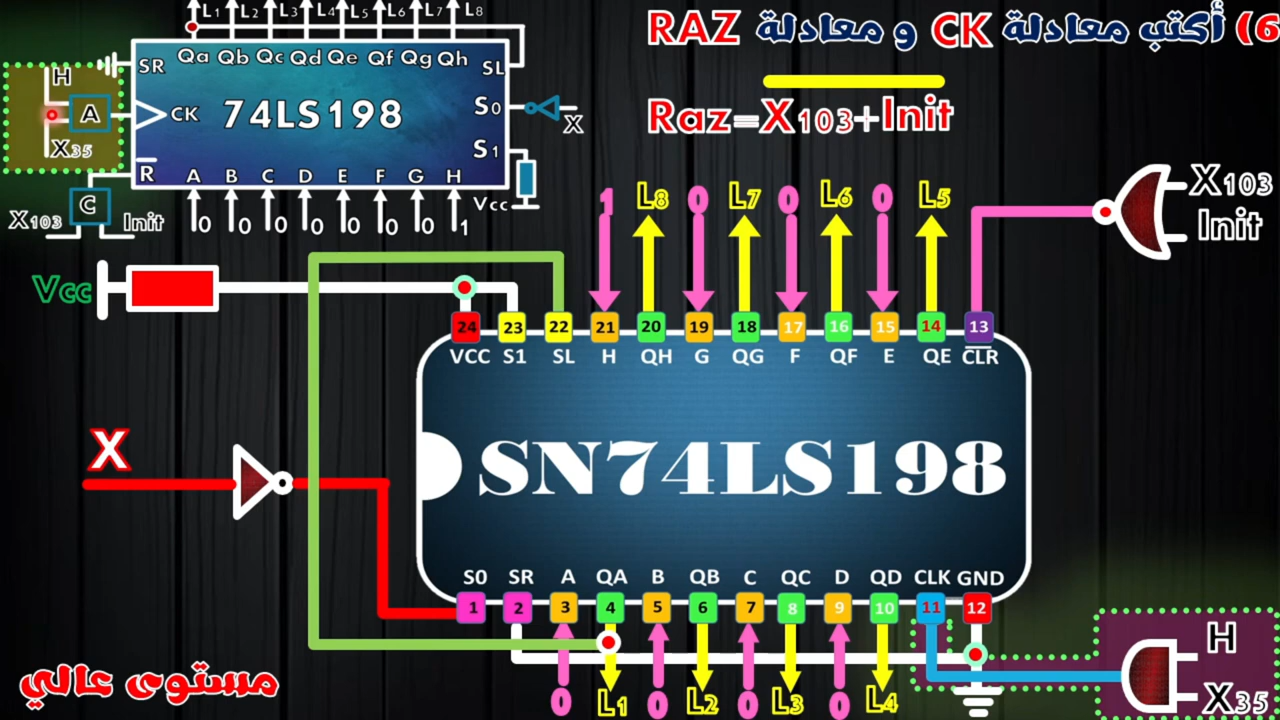 L1 L2 L3 L4 L5 L6 L7 L8
6) أكتب معادلة CK و معادلة RAZ
Raz=X103+Init
SR Qa Qb Qc Qd Qe Qf Qg Qh SL
H
A
X35
CK 74LS198
S0
X
S1
R A B C D E F G H
Vcc
C
X103 Init
0 0 0 0 0 0 0 1
1 L8 0 L7 0 L6 0 L5
X103
Init
Vcc
24 23 22 21 20 19 18 17 16 15 14 13
VCC S1 SL H QH G QG F QF E QE CLR
X
SN74LS198
S0 SR A QA B QB C QC D QD CLK GND
1 2 3 4 5 6 7 8 9 10 11 12
0 L1 0 L2 0 L3 0 L4
H
X35
مستوى عالي